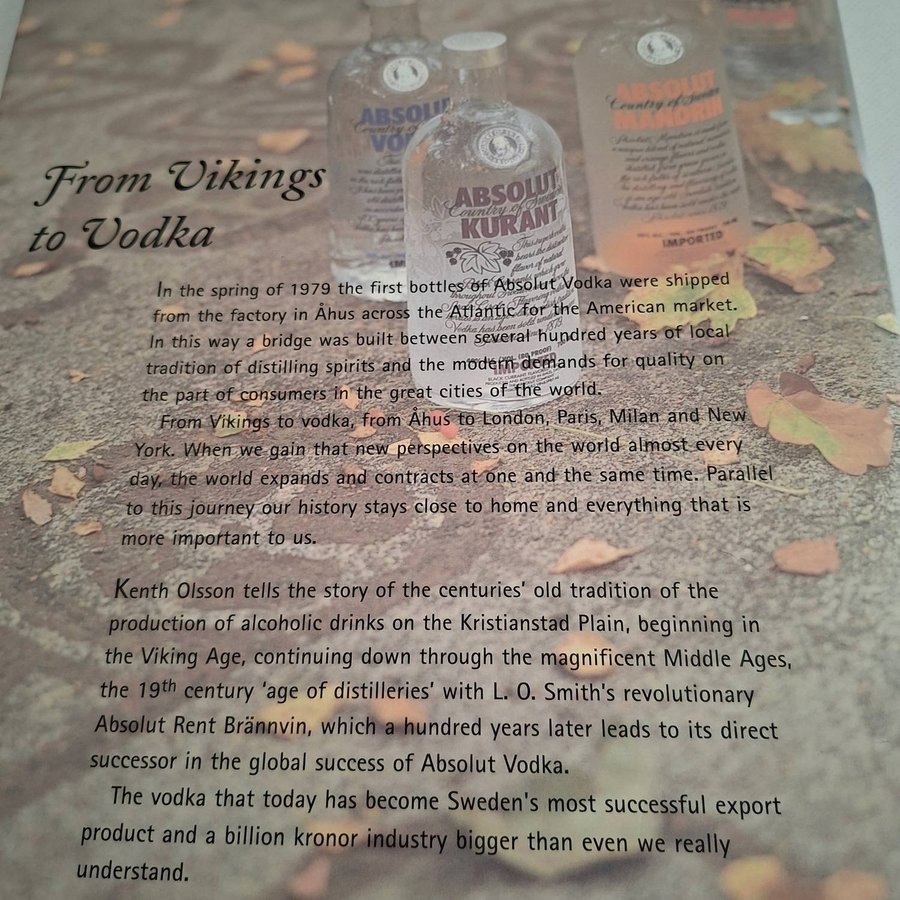 ABSOLUT
Country of Sweden
VODKA
ABSOLUT
Country of Sweden
KURANT
ABSOLUT
Country of Sweden
MANDRIN
IMPORTED
From Vikings
to Vodka
In the spring of 1979 the first bottles of Absolut Vodka were shipped
from the factory in Åhus across the Atlantic for the American market.
In this way a bridge was built between several hundred years of local
tradition of distilling spirits and the modern demands for quality on
the part of consumers in the great cities of the world.
From Vikings to vodka, from Åhus to London, Paris, Milan and New
York. When we gain that new perspectives on the world almost every
day, the world expands and contracts at one and the same time. Parallel
to this journey our history stays close to home and everything that is
more important to us.
Kenth Olsson tells the story of the centuries' old tradition of the
production of alcoholic drinks on the Kristianstad Plain, beginning in
the Viking Age, continuing down through the magnificent Middle Ages,
the 19th century 'age of distilleries' with L. O. Smith's revolutionary
Absolut Rent Brännvin, which a hundred years later leads to its direct
successor in the global success of Absolut Vodka.
The vodka that today has become Sweden's most successful export
product and a billion kronor industry bigger than even we really
understand.